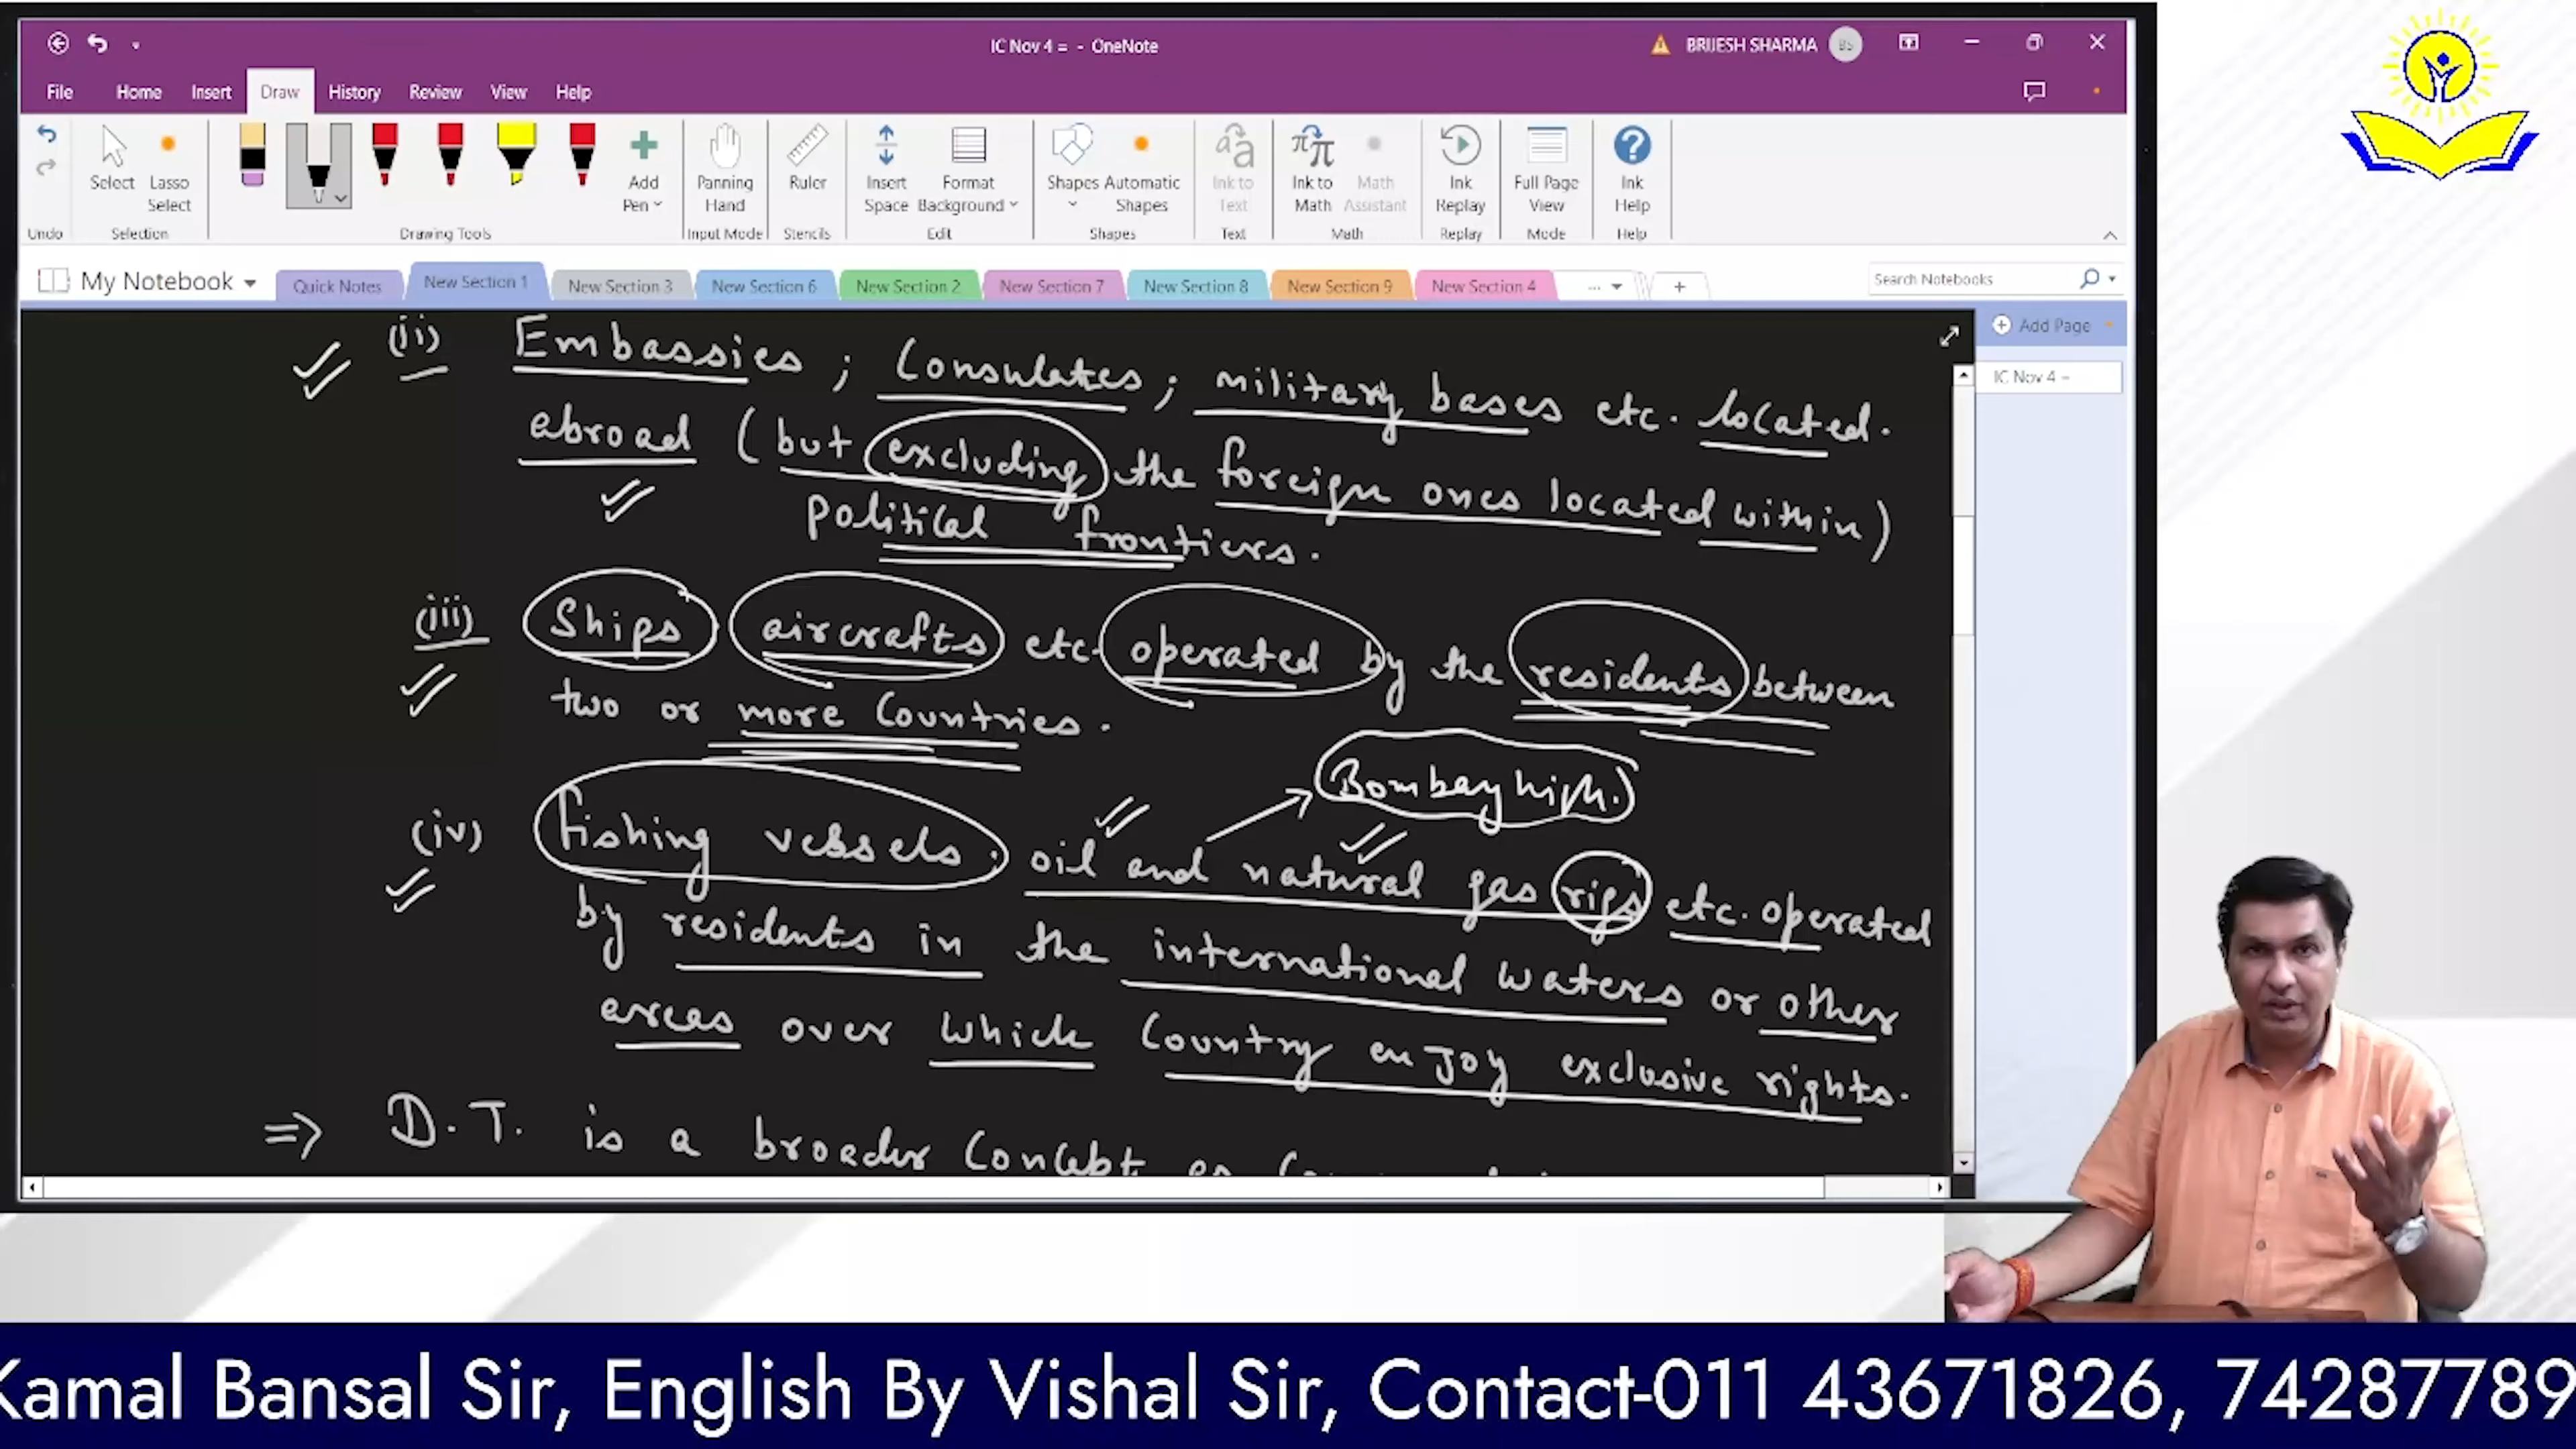 IC Nov 4 = - OneNote
BRIJESH SHARMA
BS
File Home Insert Draw History Review View Help
Select
Lasso Select
Add Pen
Panning Hand
Ruler
Insert Space
Format Background
Shapes
Automatic Shapes
Ink to Text
Ink to Math
Math Assistant
Ink Replay
Full Page View
Ink Help
Undo Selection Drawing Tools Input Mode Stencils Edit Shapes Text Math Replay Mode Help
My Notebook Quick Notes New Section 1 New Section 3 New Section 6 New Section 2 New Section 7 New Section 8 New Section 9 New Section 4 ... + Search Notebooks
Add Page
IC Nov 4 =
(ii) Embassies ; Consulates ; military bases etc. located.
abroad (but excluding the foreign ones located within)
political frontiers.
(iii) Ships aircrafts etc. operated by the residents between
two or more Countries.
Bombay high.
(iv) fishing vessels ; oil and natural gas rigs etc. operated
by residents in the international waters or other
areas over which Country enjoy exclusive rights.
⇒ D.T. is a broader Concept as
Kamal Bansal Sir, English By Vishal Sir, Contact-011 43671826, 74287789